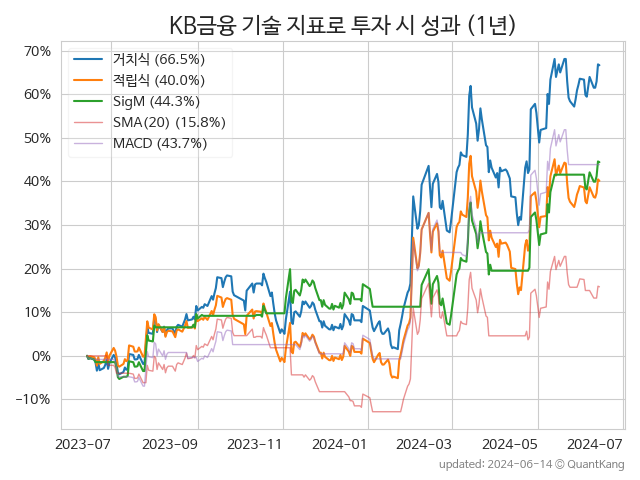 KB금융 기술 지표로 투자 시 성과 (1년)
70%
60%
50%
40%
30%
20%
10%
0%
−10%
거치식 (66.5%)
적립식 (40.0%)
SigM (44.3%)
SMA(20) (15.8%)
MACD (43.7%)
2023-07
2023-09
2023-11
2024-01
2024-03
2024-05
2024-07
updated: 2024-06-14 ⓒ QuantKang